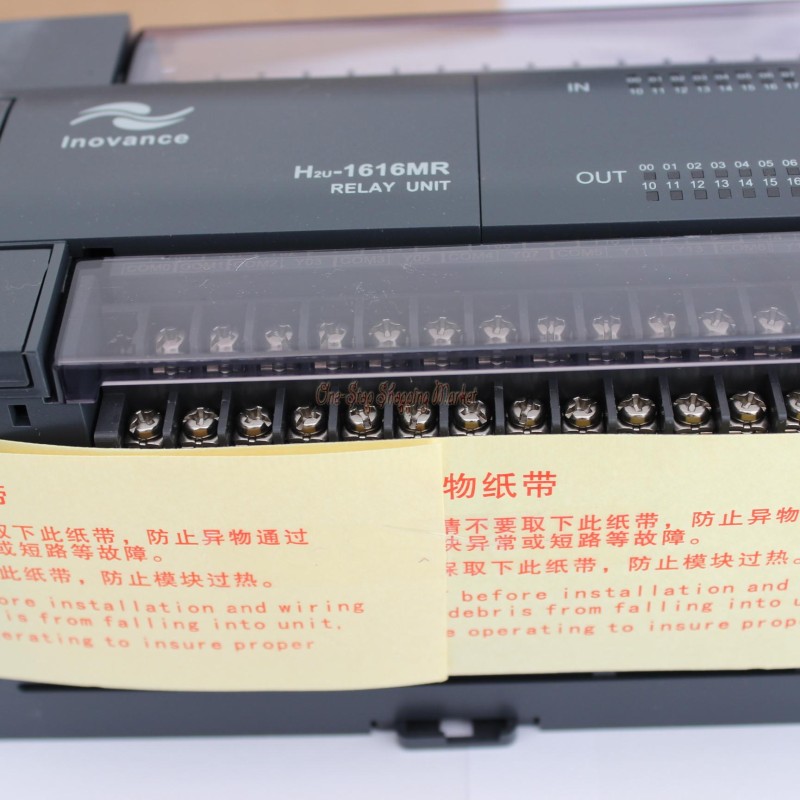 Inovance
H2U-1616MR
RELAY UNIT
IN
10 11 12 13 14 15 16 17
OUT
00 01 02 03 04 05 06
10 11 12 13 14 15 16
One-Stop Shopping Market
带
取下此纸带，防止异物通过
或短路等故障。
此纸带，防止模块过热。
ore installation and wiring
is from falling into unit.
erating to insure proper
物纸带
请不要取下此纸带，防止异物
块异常或短路等故障。
取下此纸带，防止模块过热。
before installation and
debris from falling into u
e operating to insure prope